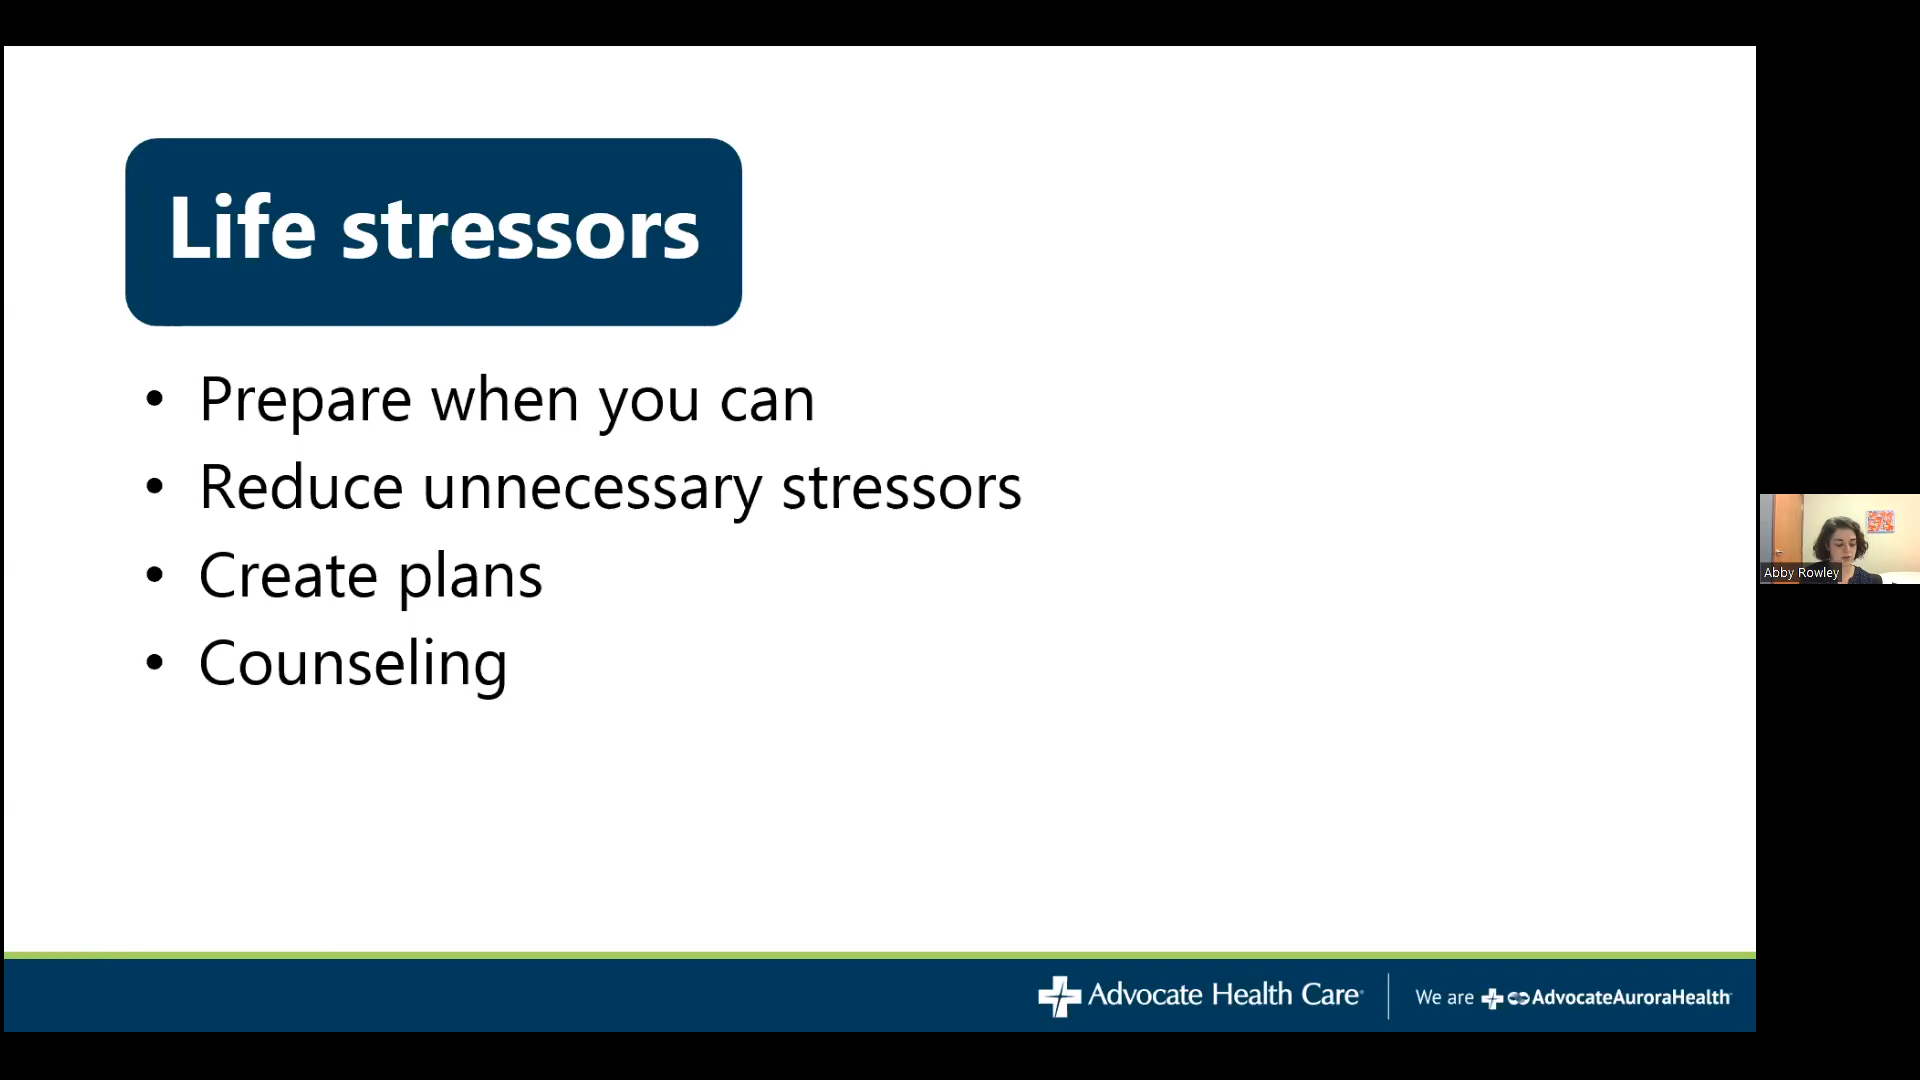 Life stressors
• Prepare when you can
• Reduce unnecessary stressors
• Create plans
• Counseling
Abby Rowley
Advocate Health Care
We are AdvocateAuroraHealth